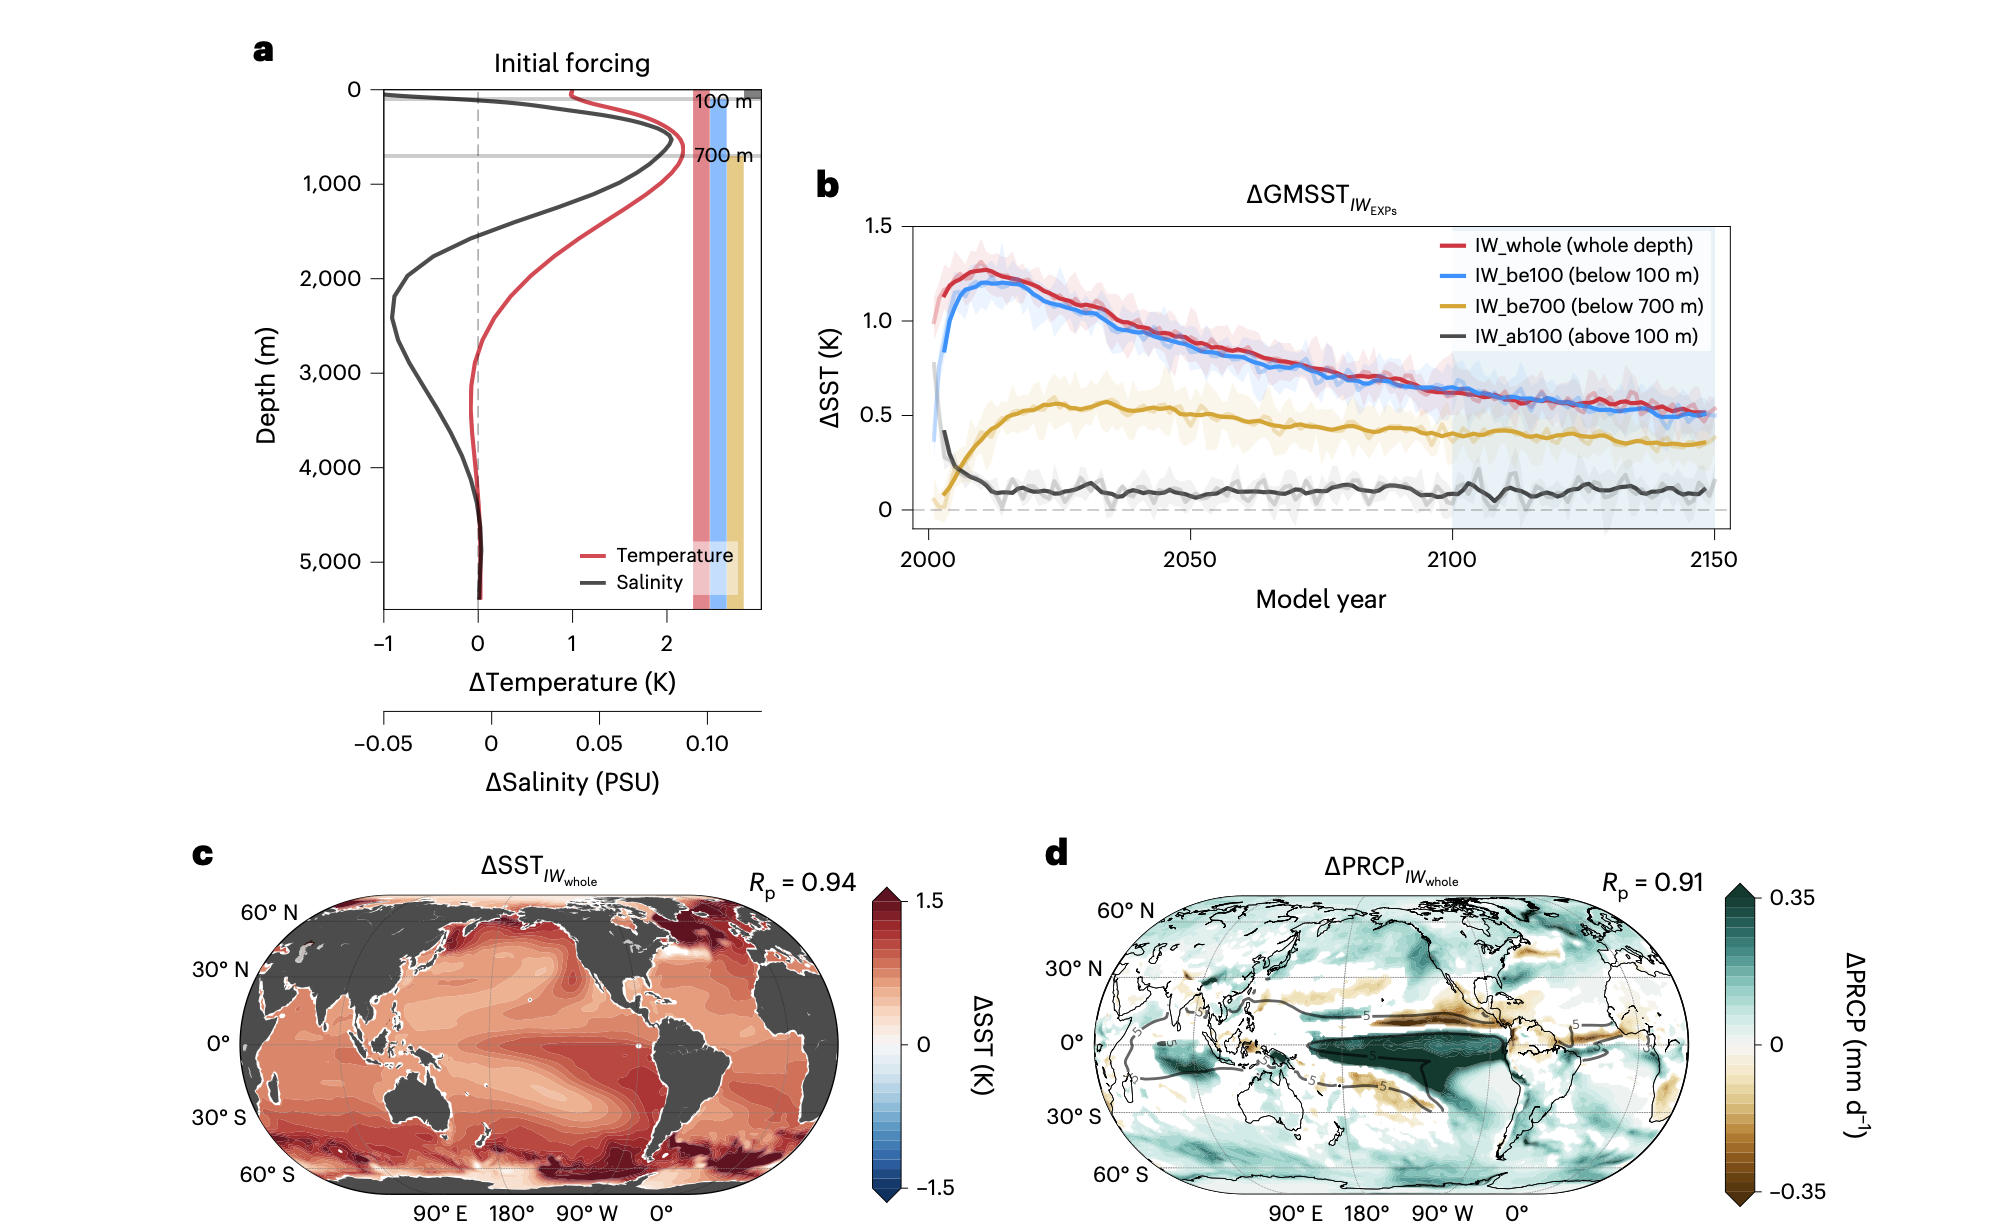 a
Initial forcing
0
1,000
2,000
3,000
4,000
5,000
Depth (m)
100 m
700 m
Temperature
Salinity
−1 0 1 2
ΔTemperature (K)
−0.05 0 0.05 0.10
ΔSalinity (PSU)
b
ΔGMSST IW EXPs
1.5
1.0
0.5
0
ΔSST (K)
IW_whole (whole depth)
IW_be100 (below 100 m)
IW_be700 (below 700 m)
IW_ab100 (above 100 m)
2000 2050 2100 2150
Model year
c
ΔSST IW whole
Rp = 0.94
60° N
30° N
0°
30° S
60° S
90° E 180° 90° W 0°
1.5
0
−1.5
ΔSST (K)
d
ΔPRCP IW whole
Rp = 0.91
60° N
30° N
0°
30° S
60° S
90° E 180° 90° W 0°
0.35
0
−0.35
ΔPRCP (mm d⁻¹)